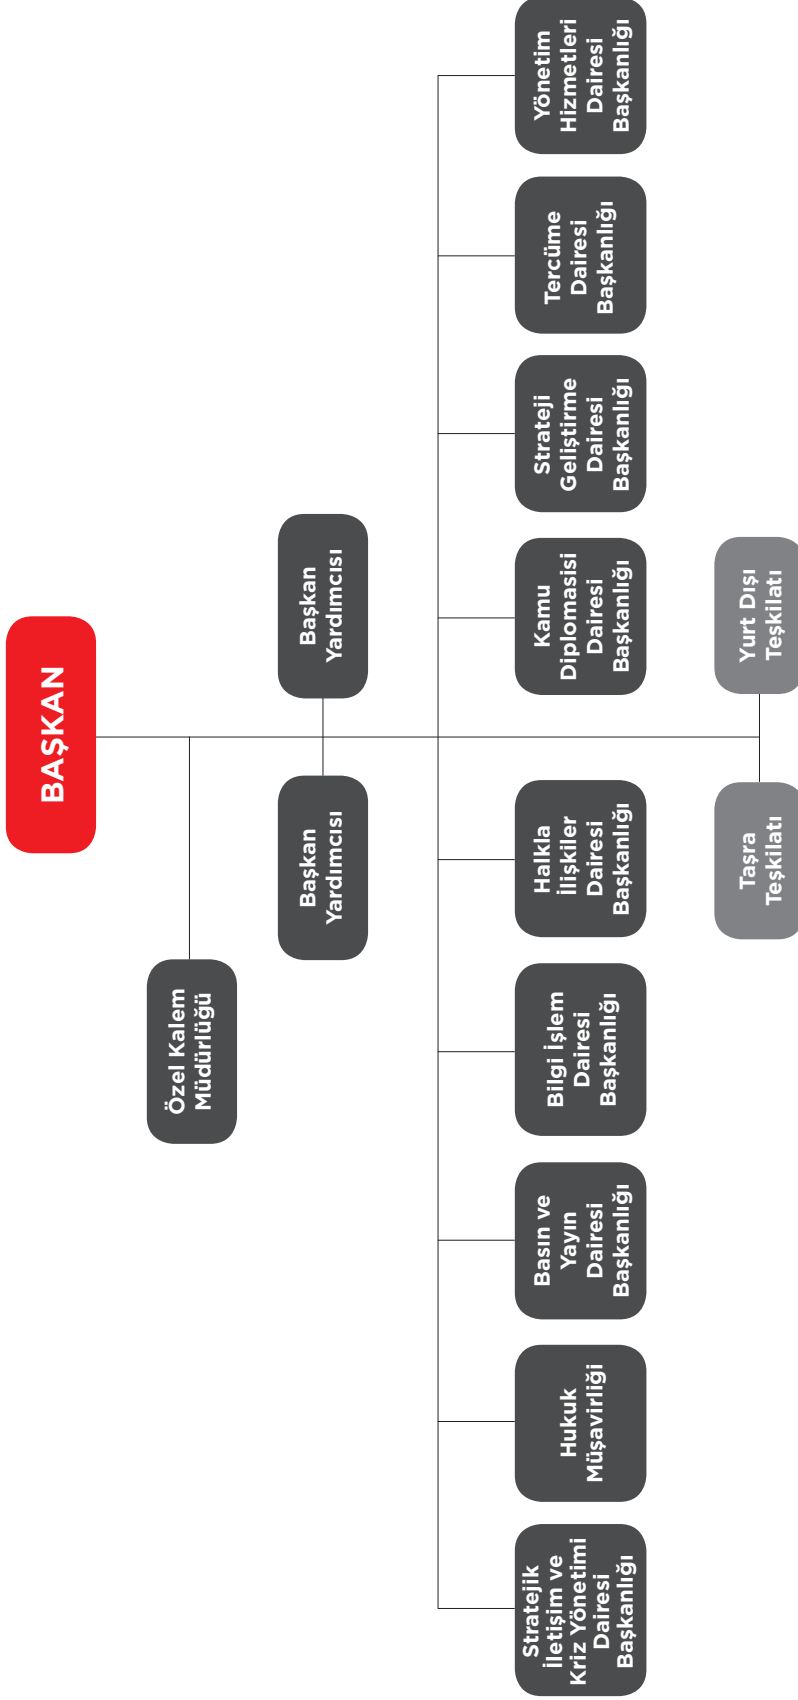 BAŞKAN
Özel Kalem
Müdürlüğü
Başkan
Yardımcısı
Başkan
Yardımcısı
Stratejik
İletişim ve
Kriz Yönetimi
Dairesi
Başkanlığı
Hukuk
Müşavirliği
Basın ve
Yayın
Dairesi
Başkanlığı
Bilgi İşlem
Dairesi
Başkanlığı
Halkla
İlişkiler
Dairesi
Başkanlığı
Kamu
Diplomasisi
Dairesi
Başkanlığı
Strateji
Geliştirme
Dairesi
Başkanlığı
Tercüme
Dairesi
Başkanlığı
Yönetim
Hizmetleri
Dairesi
Başkanlığı
Taşra
Teşkilatı
Yurt Dışı
Teşkilatı